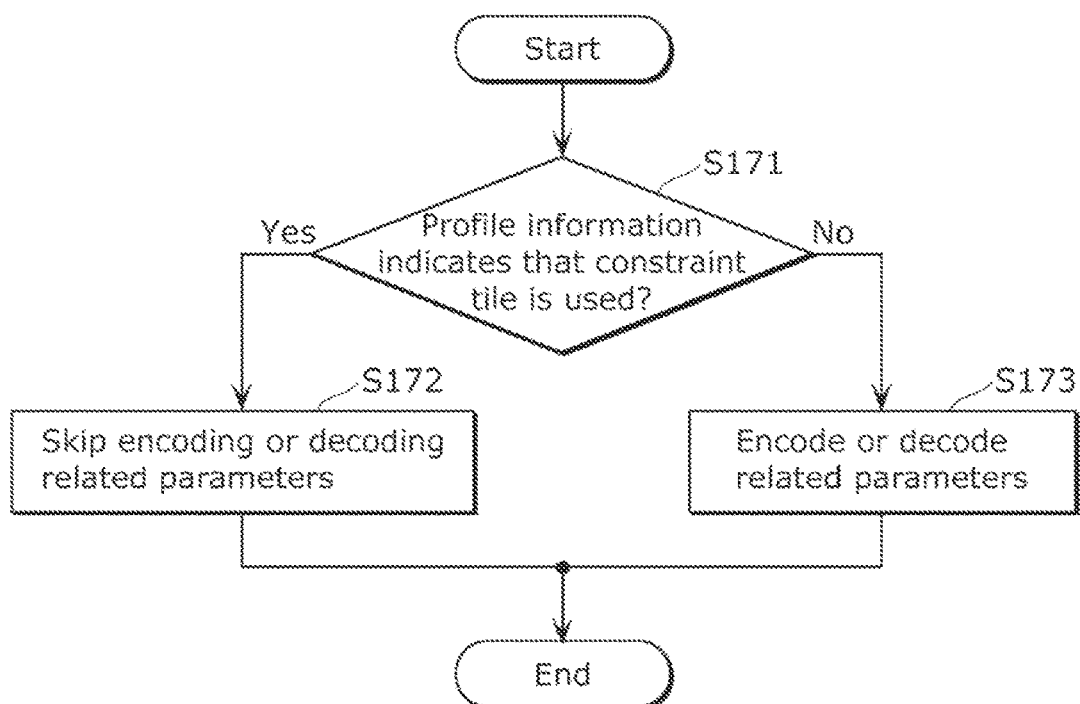 Start
S171
Yes
Profile information
No
indicates that constraint
tile is used?
S172
S173
Skip encoding or decoding
related parameters
Encode or decode
related parameters
End